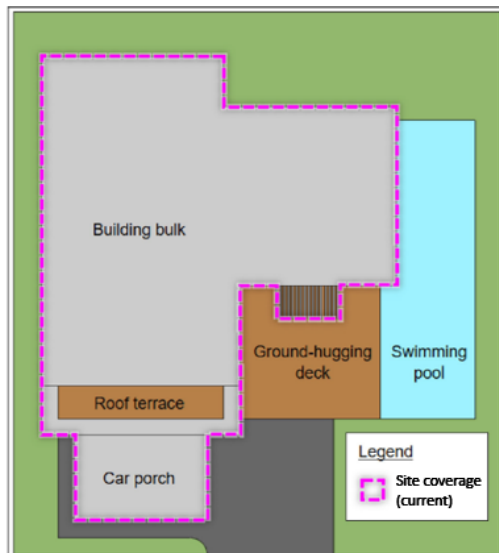 Building bulk
Ground-hugging
deck
Swimming
pool
Roof terrace
Car porch
Legend
Site coverage
(current)